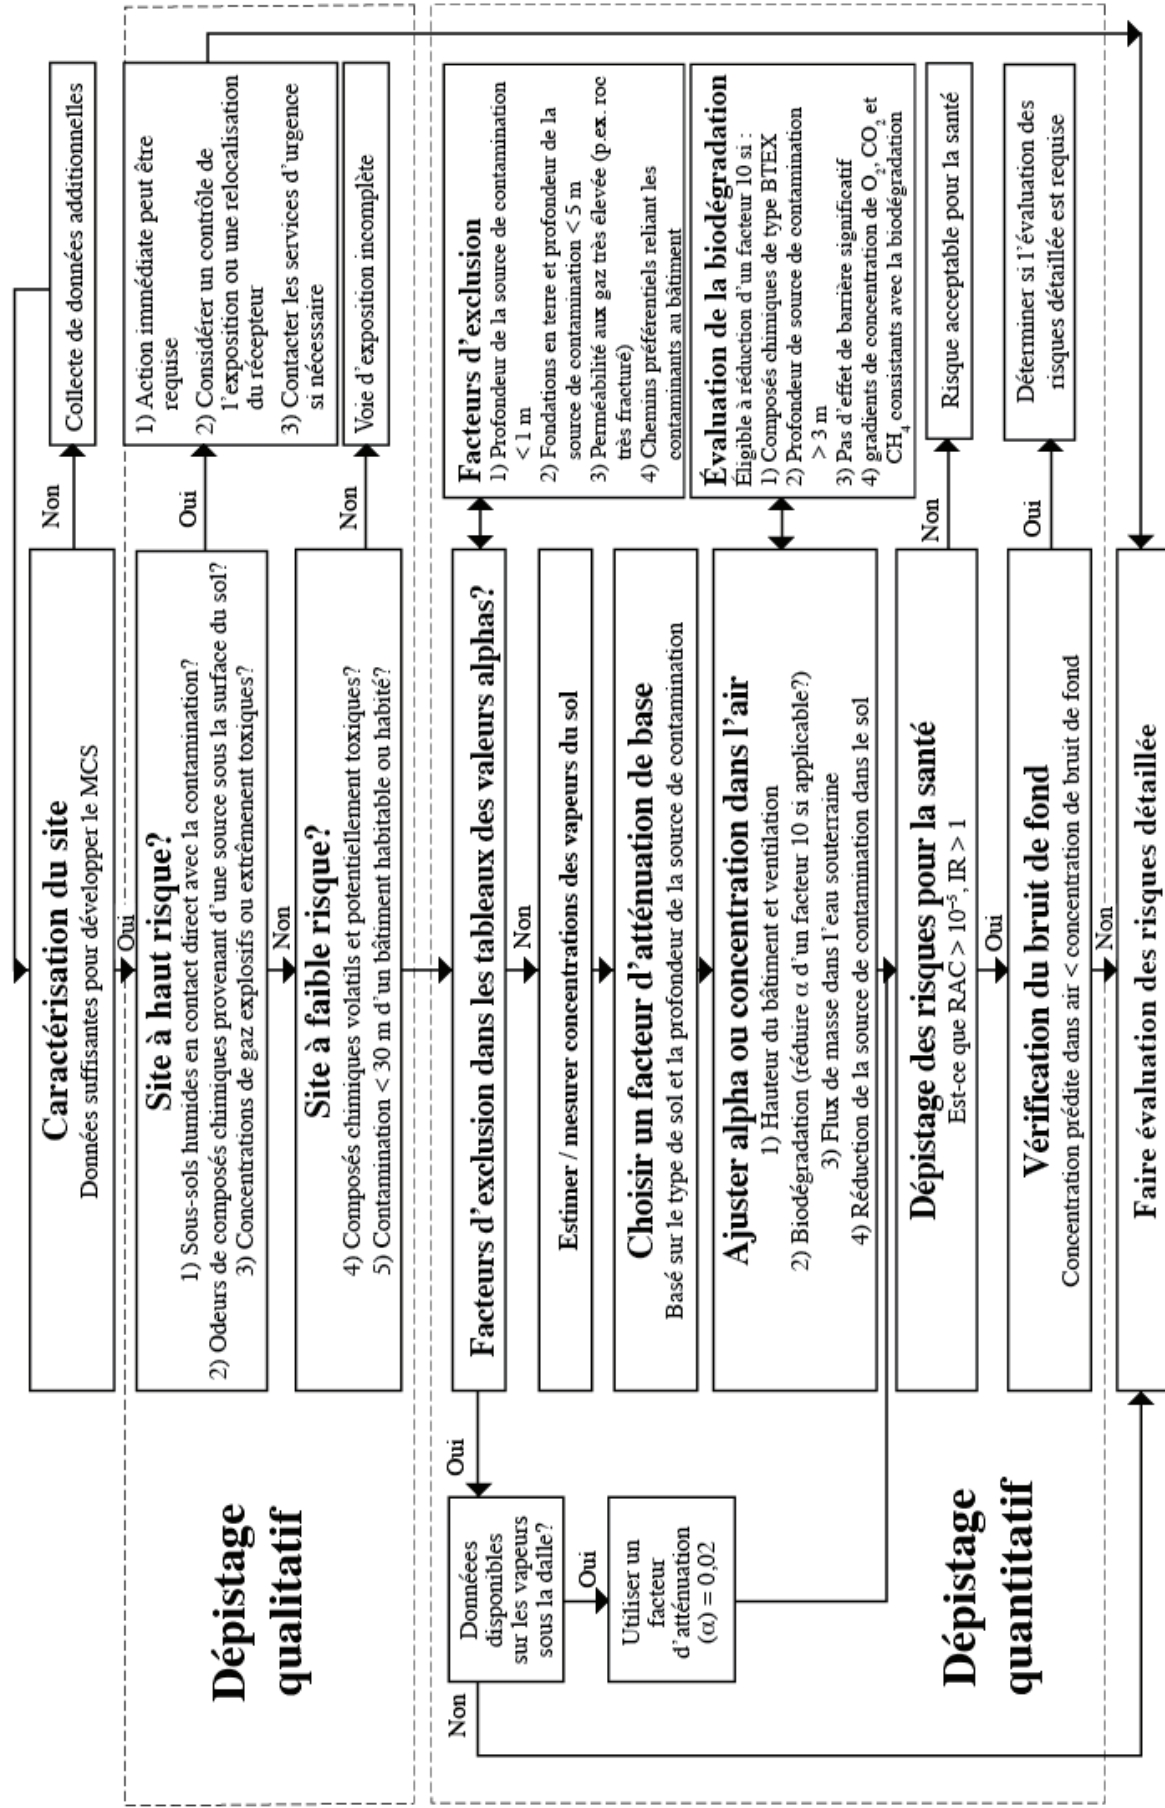 Caractérisation du site
Données suffisantes pour développer le MCS
Non
Collecte de données additionnelles
Oui
Dépistage
qualitatif
Site à haut risque?
1) Sous-sols humides en contact direct avec la contamination?
2) Odeurs de composés chimiques provenant d'une source sous la surface du sol?
3) Concentrations de gaz explosifs ou extrêmement toxiques?
Oui
1) Action immédiate peut être
requise
2) Considérer un contrôle de
l'exposition ou une relocalisation
du récepteur
3) Contacter les services d'urgence
si nécessaire
Non
Site à faible risque?
4) Composés chimiques volatils et potentiellement toxiques?
5) Contamination < 30 m d'un bâtiment habitable ou habité?
Non
Voie d'exposition incomplète
Facteurs d'exclusion dans les tableaux des valeurs alphas?
Facteurs d'exclusion
1) Profondeur de la source de contamination
< 1 m
2) Fondations en terre et profondeur de la
source de contamination < 5 m
3) Perméabilité aux gaz très élevée (p.ex. roc
très fracturé)
4) Chemins préférentiels reliant les
contaminants au bâtiment
Oui
Non
Donnéees
disponibles
sur les vapeurs
sous la dalle?
Non
Oui
Utiliser un
facteur
d'atténuation
(α) = 0,02
Estimer / mesurer concentrations des vapeurs du sol
Choisir un facteur d'atténuation de base
Basé sur le type de sol et la profondeur de la source de contamination
Ajuster alpha ou concentration dans l'air
1) Hauteur du bâtiment et ventilation
2) Biodégradation (réduire α d'un facteur 10 si applicable?)
3) Flux de masse dans l'eau souterraine
4) Réduction de la source de contamination dans le sol
Évaluation de la biodégradation
Éligible à réduction d'un facteur 10 si :
1) Composés chimiques de type BTEX
2) Profondeur de source de contamination
> 3 m
3) Pas d'effet de barrière significatif
4) gradients de concentration de O₂, CO₂ et
CH₄ consistants avec la biodégradation
Dépistage
quantitatif
Dépistage des risques pour la santé
Est-ce que RAC > 10⁻⁵, IR > 1
Non
Risque acceptable pour la santé
Oui
Vérification du bruit de fond
Concentration prédite dans air < concentration de bruit de fond
Oui
Déterminer si l'évaluation des
risques détaillée est requise
Non
Faire évaluation des risques détaillée